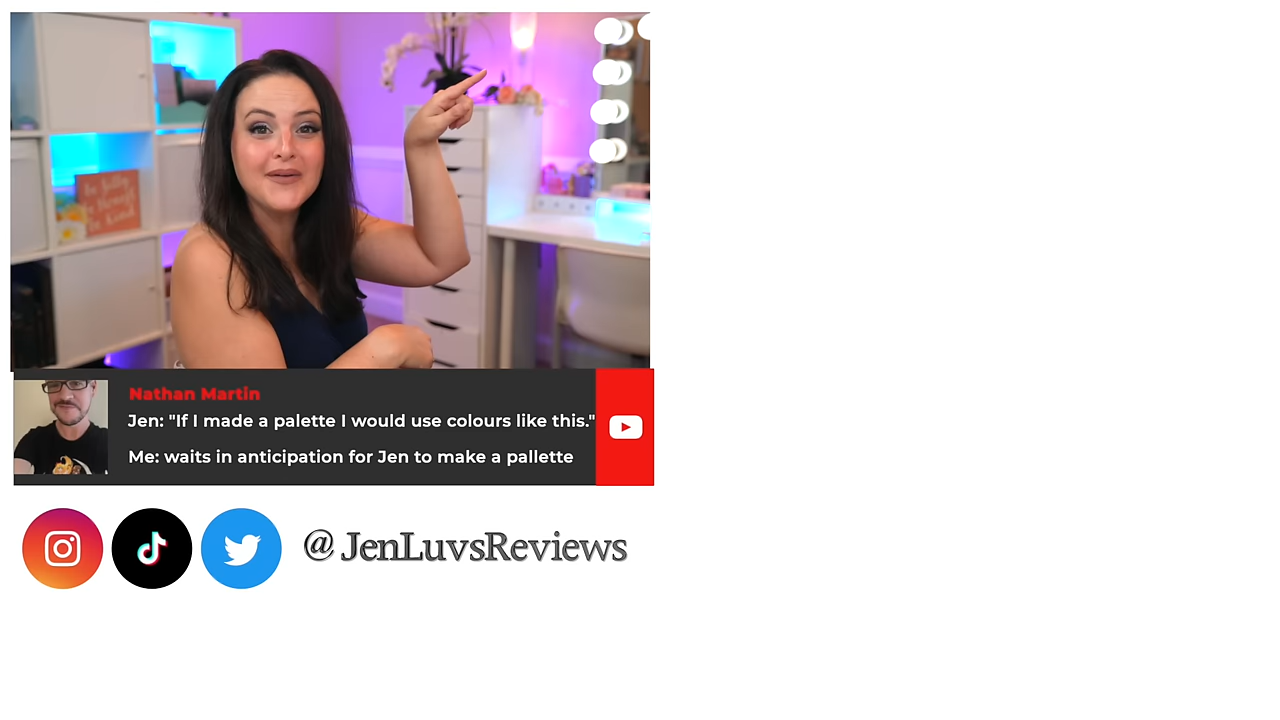 Nathan Martin
Jen: "If I made a palette I would use colours like this."
Me: waits in anticipation for Jen to make a pallette
@JenLuvsReviews